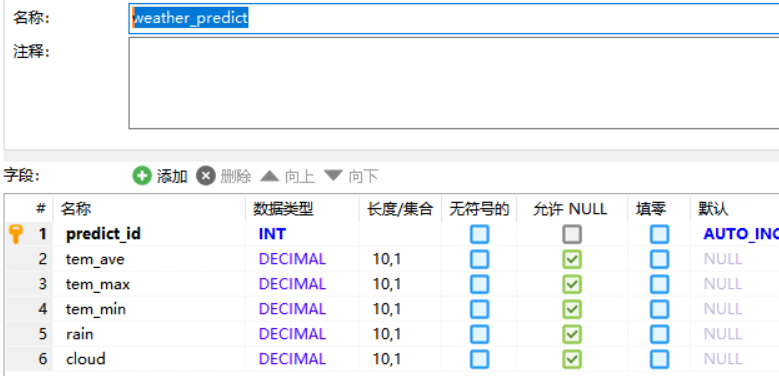 名称: weather_predict
注释:
字段: 添加 删除 向上 向下
# 名称 数据类型 长度/集合 无符号的 允许 NULL 填零 默认
1 predict_id INT AUTO_INC
2 tem_ave DECIMAL 10,1 NULL
3 tem_max DECIMAL 10,1 NULL
4 tem_min DECIMAL 10,1 NULL
5 rain DECIMAL 10,1 NULL
6 cloud DECIMAL 10,1 NULL